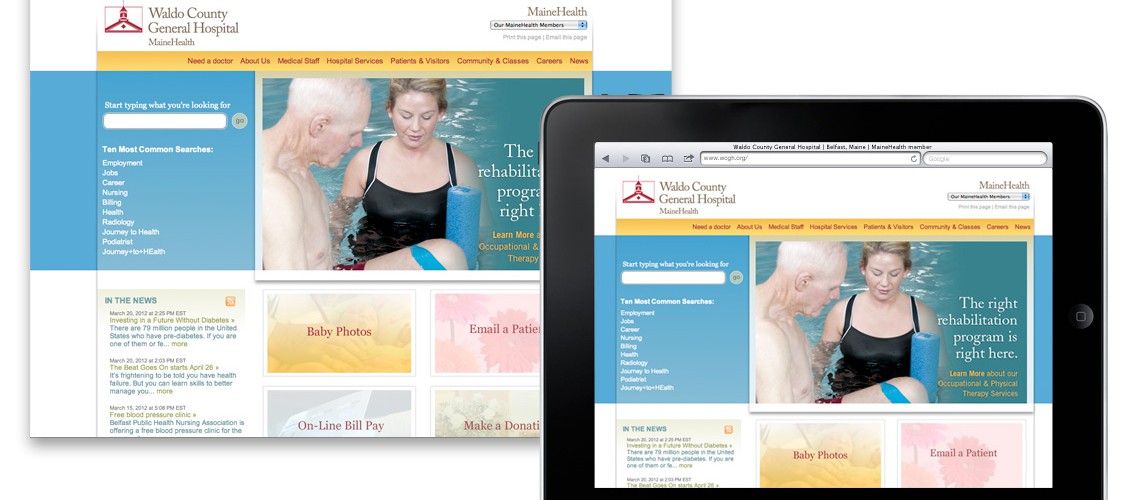 Waldo County
General Hospital
MaineHealth
MaineHealth
Our MaineHealth Members
Print this page | Email this page
Need a doctor About Us Medical Staff Hospital Services Patients & Visitors Community & Classes Careers News
Start typing what you're looking for
go
Ten Most Common Searches:
Employment
Jobs
Career
Nursing
Billing
Health
Radiology
Journey to Health
Podiatrist
Journey+to+HEalth
The
rehabilita
progra
right
Learn More a
Occupational &
Therapy
IN THE NEWS
March 20, 2012 at 2:25 PM EST
Investing in a Future Without Diabetes »
There are 79 million people in the United
States who have pre-diabetes. If you are
one of them or fe... more
March 20, 2012 at 2:03 PM EST
The Beat Goes On starts April 26 »
It's frightening to be told you have health
failure. But you can learn skills to better
manage you... more
March 15, 2012 at 5:08 PM EST
Free blood pressure clinic »
Belfast Public Health Nursing Association is
offering a free blood pressure clinic for the
Baby Photos
Email a Patien
On-Line Bill Pay
Make a Donati
Waldo County General Hospital | Belfast, Maine | MaineHealth member
www.wcgh.org/
Google
Waldo County
General Hospital
MaineHealth
MaineHealth
Our MaineHealth Members
Print this page | Email this page
Need a doctor About Us Medical Staff Hospital Services Patients & Visitors Community & Classes Careers News
Start typing what you're looking for
go
Ten Most Common Searches:
Employment
Jobs
Career
Nursing
Billing
Health
Radiology
Journey to Health
Podiatrist
Journey+to+HEalth
The right
rehabilitation
program is
right here.
Learn More about our
Occupational & Physical
Therapy Services
IN THE NEWS
March 20, 2012 at 2:25 PM EST
Investing in a Future Without Diabetes »
There are 79 million people in the United
States who have pre-diabetes. If you are
one of them or fe... more
March 20, 2012 at 2:03 PM EST
The Beat Goes On starts April 26 »
Baby Photos
Email a Patient